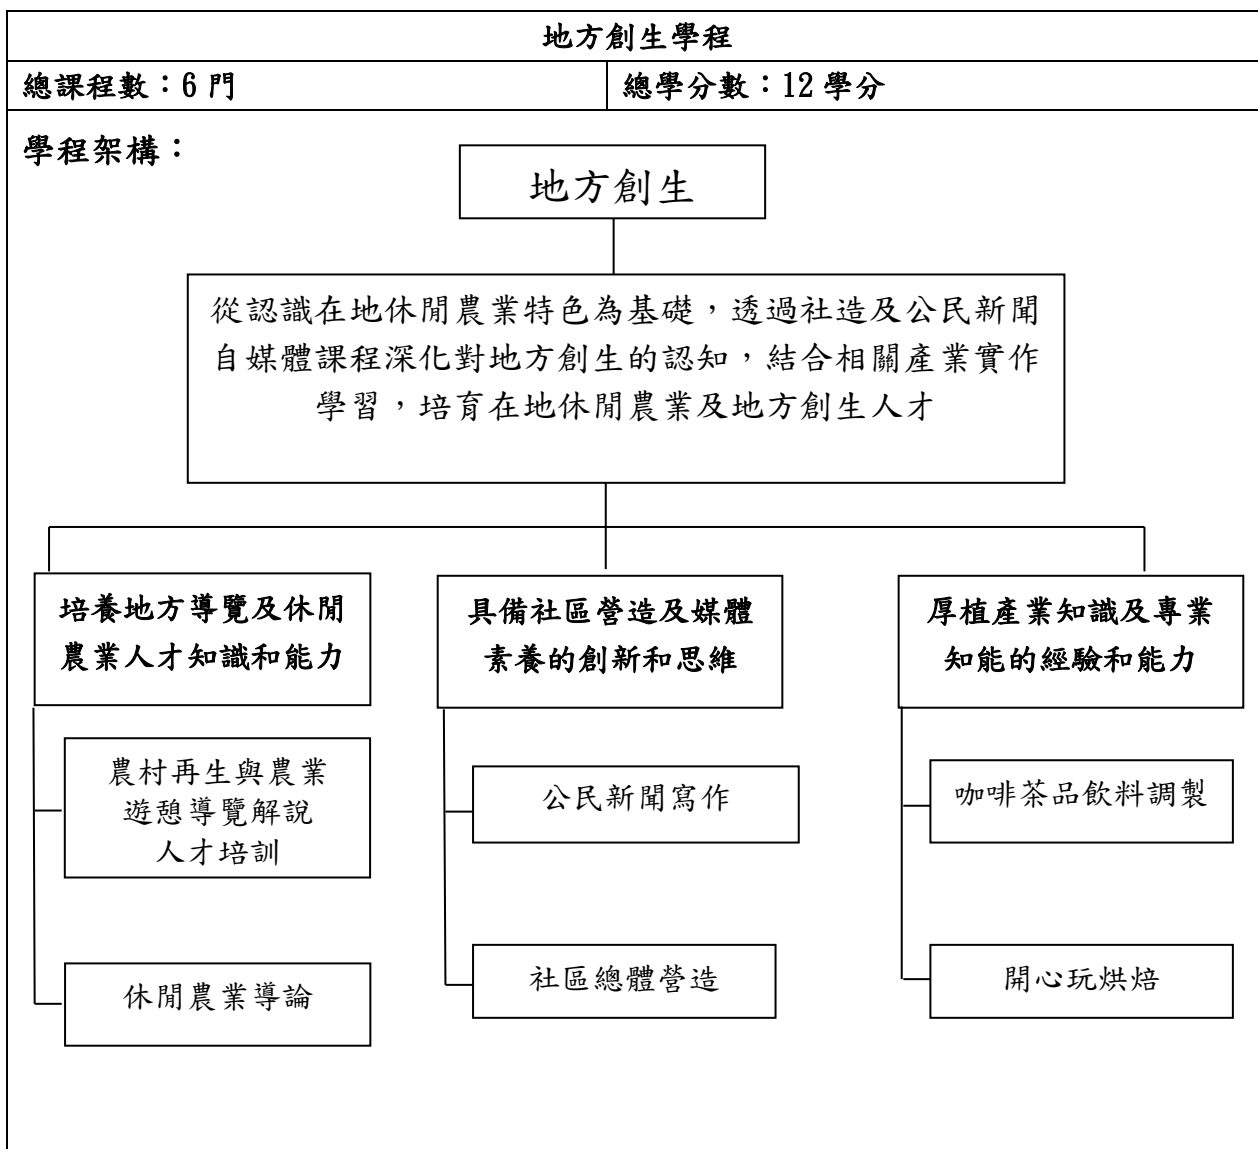 地方創生學程
總課程數：6 門
總學分數：12 學分
學程架構：
地方創生
從認識在地休閒農業特色為基礎，透過社造及公民新聞
自媒體課程深化對地方創生的認知，結合相關產業實作
學習，培育在地休閒農業及地方創生人才
培養地方導覽及休閒
農業人才知識和能力
農村再生與農業
遊憩導覽解說
人才培訓
休閒農業導論
具備社區營造及媒體
素養的創新和思維
公民新聞寫作
社區總體營造
厚植產業知識及專業
知能的經驗和能力
咖啡茶品飲料調製
開心玩烘焙